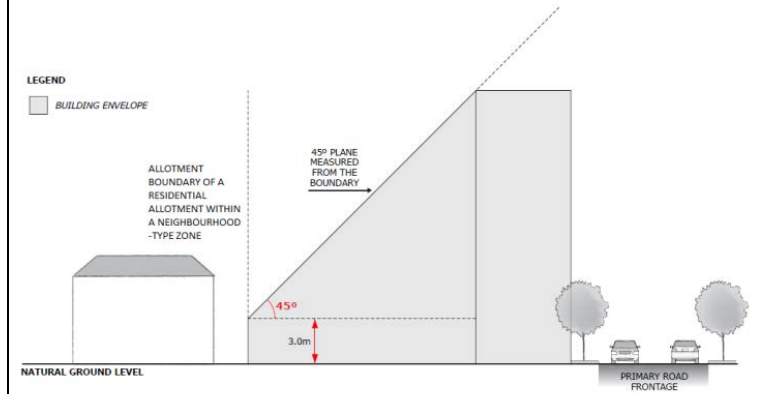 LEGEND
BUILDING ENVELOPE
ALLOTMENT
BOUNDARY OF A
RESIDENTIAL
ALLOTMENT WITHIN
A NEIGHBOURHOOD
-TYPE ZONE
45º PLANE
MEASURED
FROM THE
BOUNDARY
45º
3.0m
NATURAL GROUND LEVEL
PRIMARY ROAD
FRONTAGE